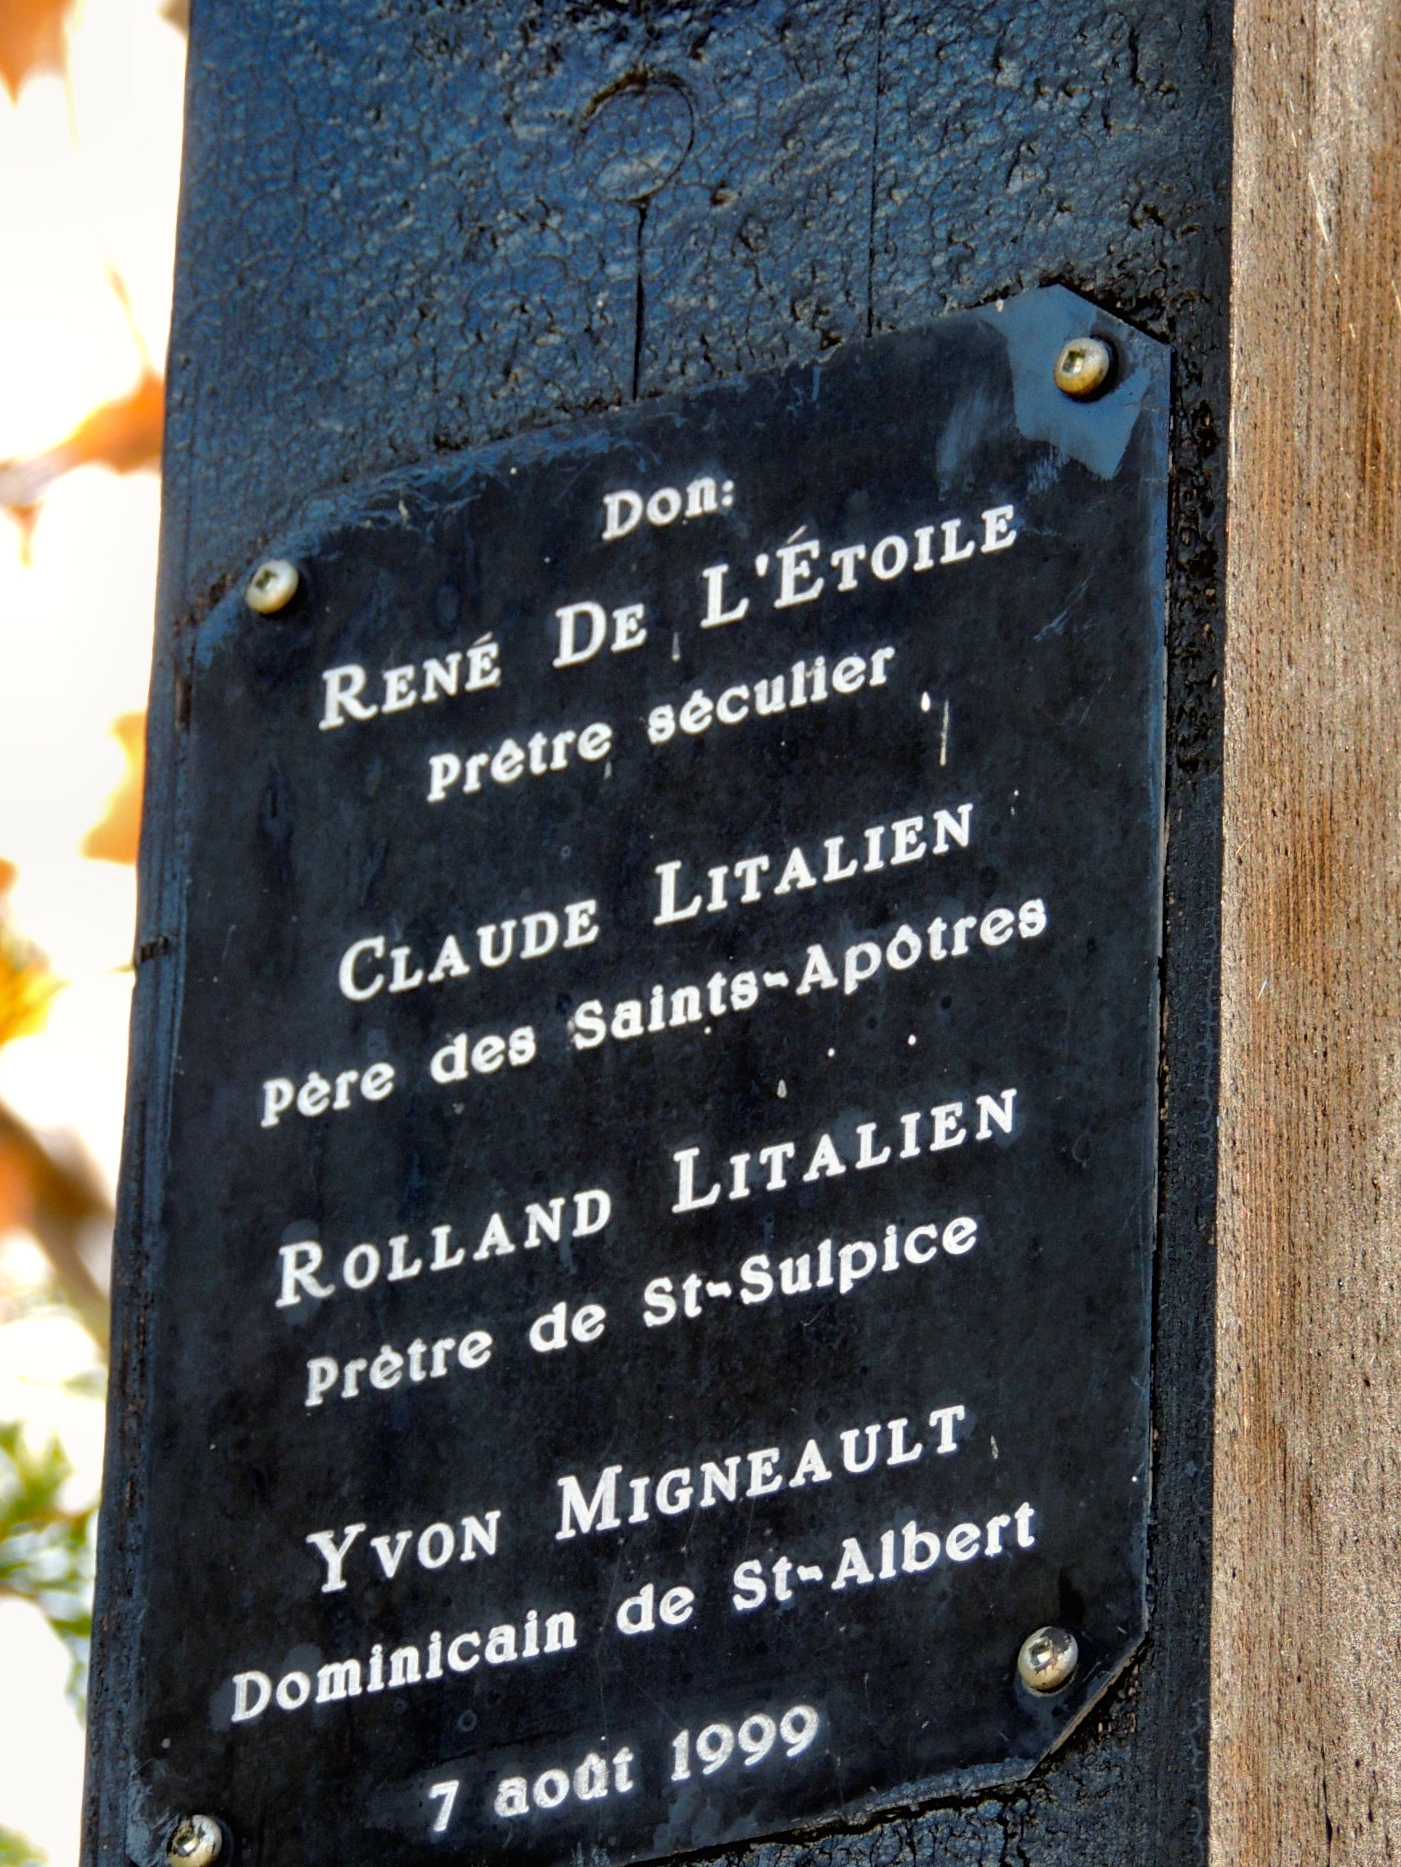 Don:
René De L'Étoile
Prêtre séculier
Claude Litalien
Père des Saints-Apôtres
Rolland Litalien
Prètre de St-Sulpice
Yvon Migneault
Dominicain de St-Albert
7 août 1999